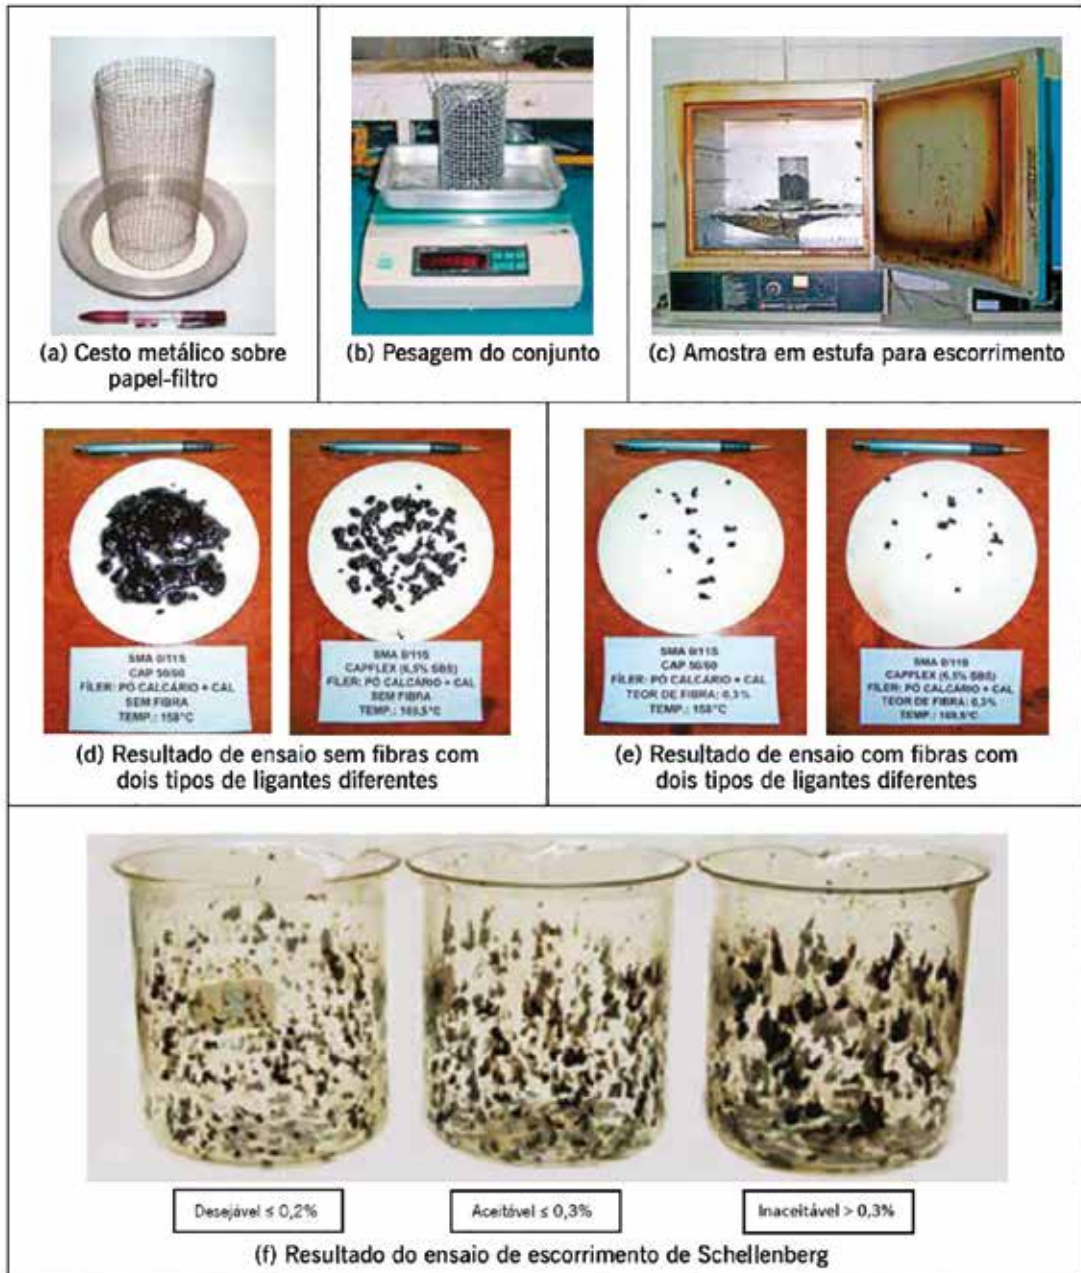 (a) Cesto metálico sobre
papel-filtro
(b) Pesagem do conjunto
(c) Amostra em estufa para escorrimento
SMA 0/11S
CAP 50/60
FÍLER: PÓ CALCÁRIO + CAL
SEM FIBRA
TEMP.: 158°C
SMA 0/11S
CAPFLEX (6,5% SBS)
FÍLER: PÓ CALCÁRIO + CAL
SEM FIBRA
TEMP.: 169,5°C
(d) Resultado de ensaio sem fibras com
dois tipos de ligantes diferentes
SMA 0/11S
CAP 50/60
FÍLER: PÓ CALCÁRIO + CAL
TEOR DE FIBRA: 0,3%
TEMP.: 158°C
SMA 0/11S
CAPFLEX (6,5% SBS)
FÍLER: PÓ CALCÁRIO + CAL
TEOR DE FIBRA: 0,3%
TEMP.: 169,5°C
(e) Resultado de ensaio com fibras com
dois tipos de ligantes diferentes
Desejável ≤ 0,2%
Aceitável ≤ 0,3%
Inaceitável > 0,3%
(f) Resultado do ensaio de escorrimento de Schellenberg